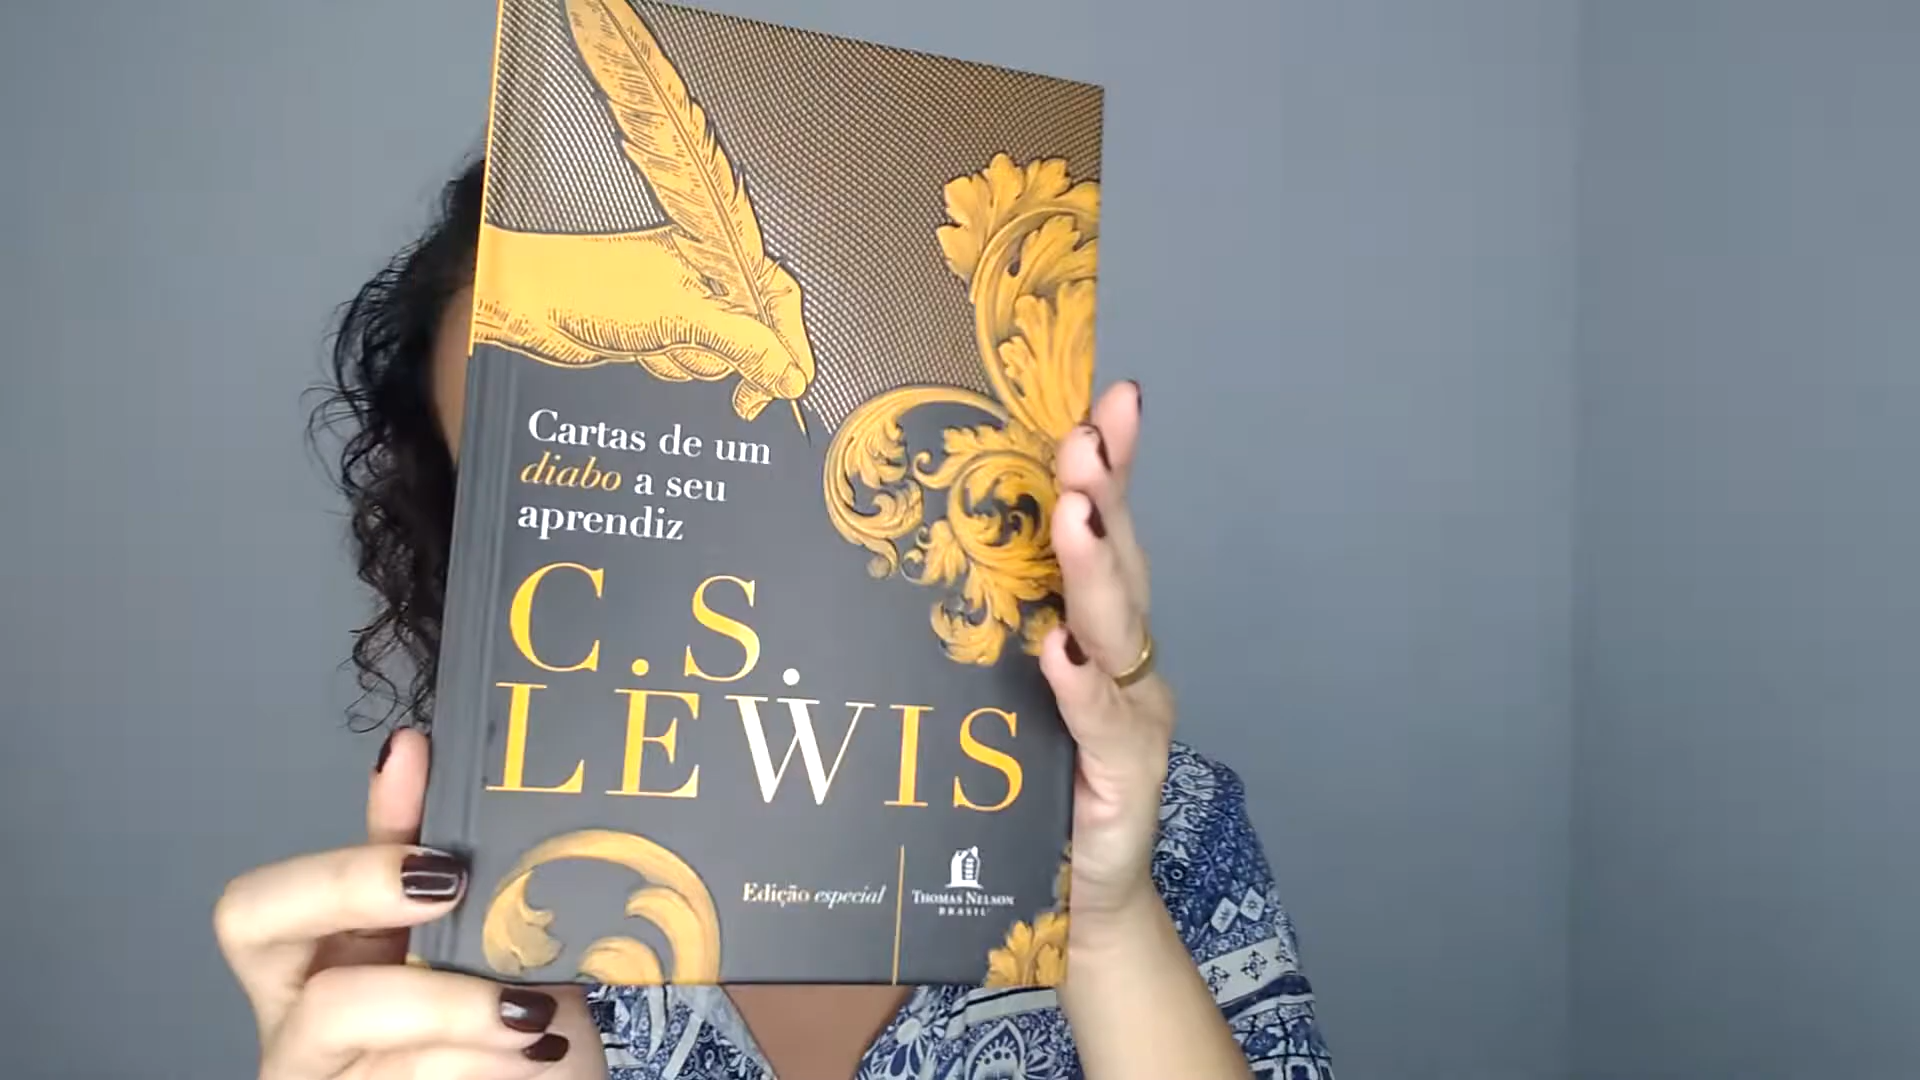 Cartas de um
diabo a seu
aprendiz
C.S.
LEWIS
Edição especial
THOMAS NELSON
BRASIL